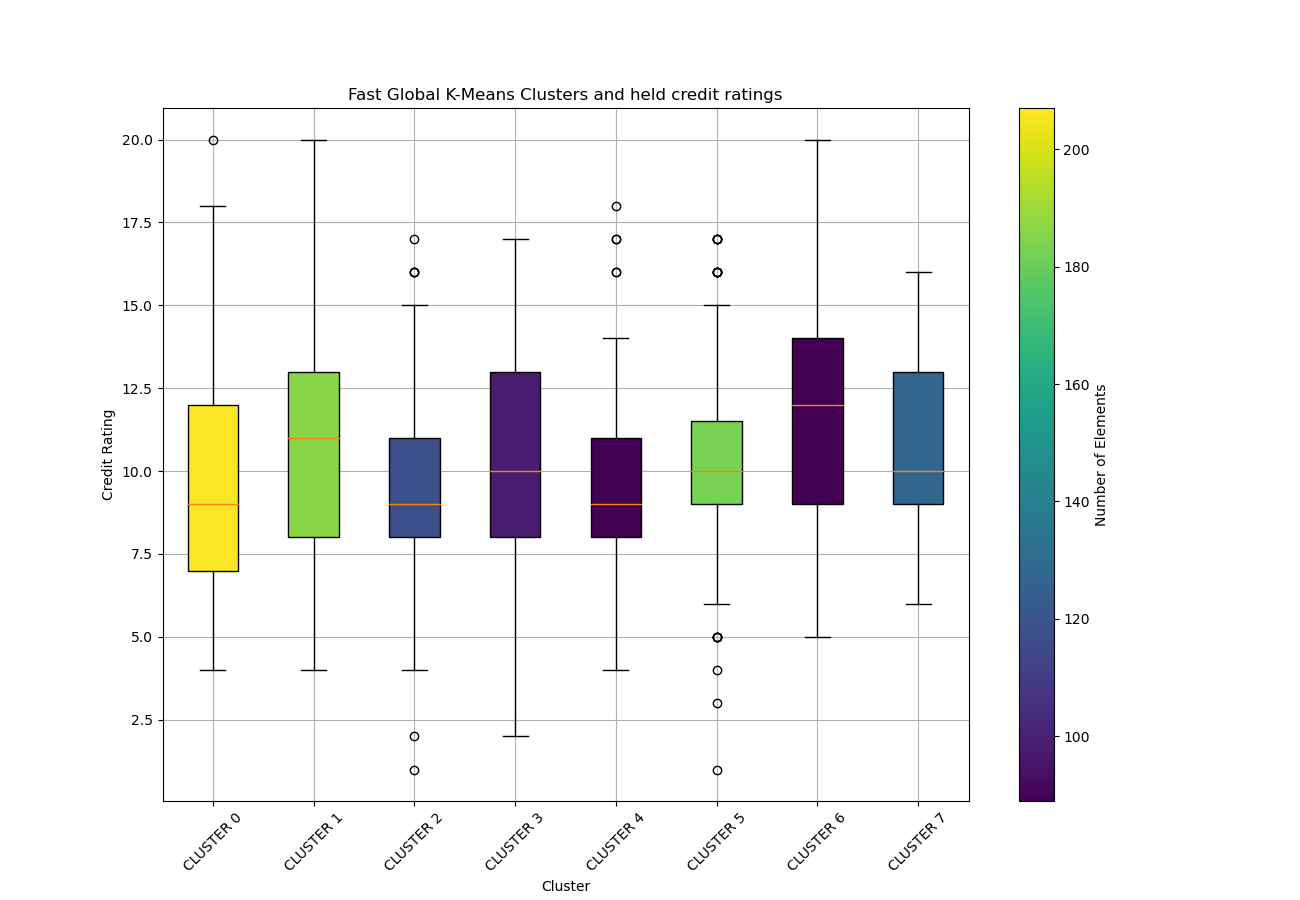 Fast Global K-Means Clusters and held credit ratings
20.0
17.5
15.0
12.5
10.0
7.5
5.0
2.5
Credit Rating
CLUSTER 0
CLUSTER 1
CLUSTER 2
CLUSTER 3
CLUSTER 4
CLUSTER 5
CLUSTER 6
CLUSTER 7
Cluster
200
180
160
140
120
100
Number of Elements